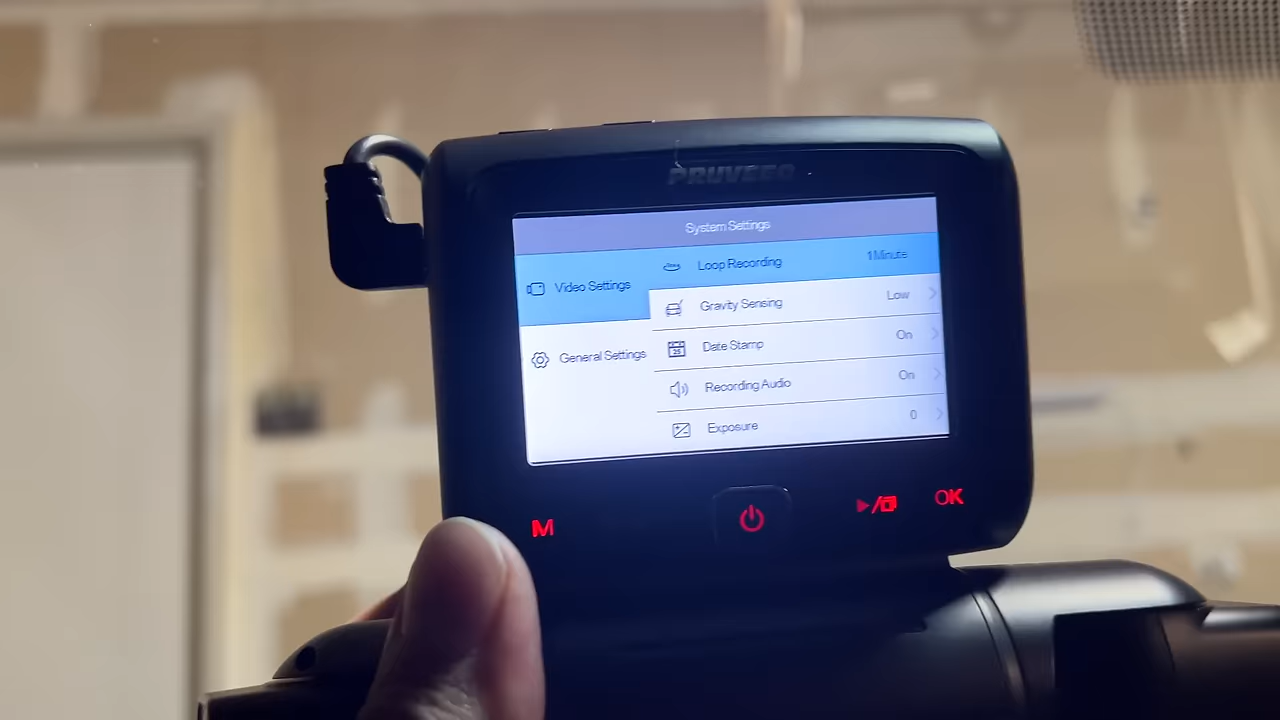 PRUVEEO
System Settings
Video Settings
General Settings
Loop Recording 1 Minute
Gravity Sensing Low
Date Stamp On
Recording Audio On
Exposure 0
M
OK